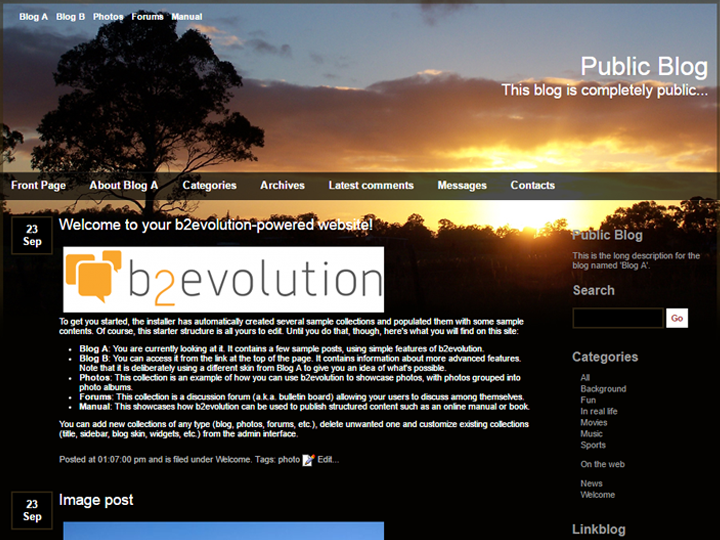 Blog A Blog B Photos Forums Manual
Public Blog
This blog is completely public...
Front Page About Blog A Categories Archives Latest comments Messages Contacts
23
Sep
Welcome to your b2evolution-powered website!
b2evolution
To get you started, the installer has automatically created several sample collections and populated them with some sample
contents. Of course, this starter structure is all yours to edit. Until you do that, though, here's what you will find on this site:
Blog A: You are currently looking at it. It contains a few sample posts, using simple features of b2evolution.
Blog B: You can access it from the link at the top of the page. It contains information about more advanced features.
Note that it is deliberately using a different skin from Blog A to give you an idea of what's possible.
Photos: This collection is an example of how you can use b2evolution to showcase photos, with photos grouped into
photo albums.
Forums: This collection is a discussion forum (a.k.a. bulletin board) allowing your users to discuss among themselves.
Manual: This showcases how b2evolution can be used to publish structured content such as an online manual or book.
You can add new collections of any type (blog, photos, forums, etc.), delete unwanted one and customize existing collections
(title, sidebar, blog skin, widgets, etc.) from the admin interface.
Posted at 01:07:00 pm and is filed under Welcome. Tags: photo Edit...
23
Sep
Image post
Public Blog
This is the long description for the
blog named 'Blog A'.
Search
Go
Categories
All
Background
Fun
In real life
Movies
Music
Sports
On the web
News
Welcome
Linkblog